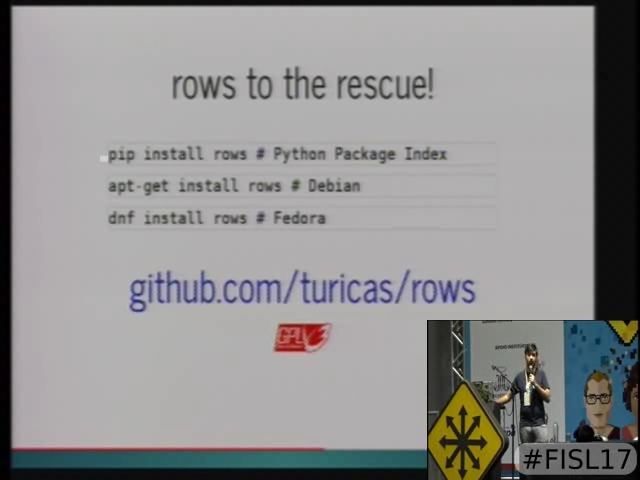 rows to the rescue!
pip install rows # Python Package Index
apt-get install rows # Debian
dnf install rows # Fedora
github.com/turicas/rows
GPLv3
#FISL17